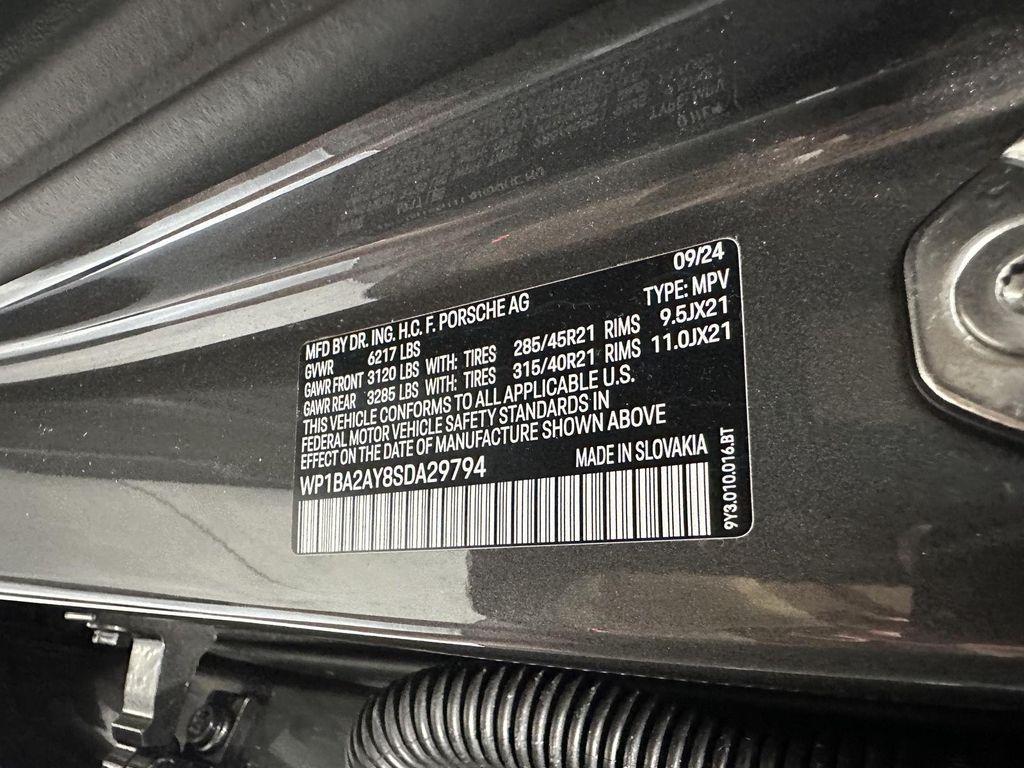 09/24
MFD BY DR. ING. H.C. F. PORSCHE AG TYPE: MPV
GVWR 6217 LBS
GAWR FRONT 3120 LBS WITH: TIRES 285/45R21 RIMS 9.5JX21
GAWR REAR 3285 LBS WITH: TIRES 315/40R21 RIMS 11.0JX21
THIS VEHICLE CONFORMS TO ALL APPLICABLE U.S.
FEDERAL MOTOR VEHICLE SAFETY STANDARDS IN
EFFECT ON THE DATE OF MANUFACTURE SHOWN ABOVE
WP1BA2AY8SDA29794 MADE IN SLOVAKIA
9Y3.010.016.BT